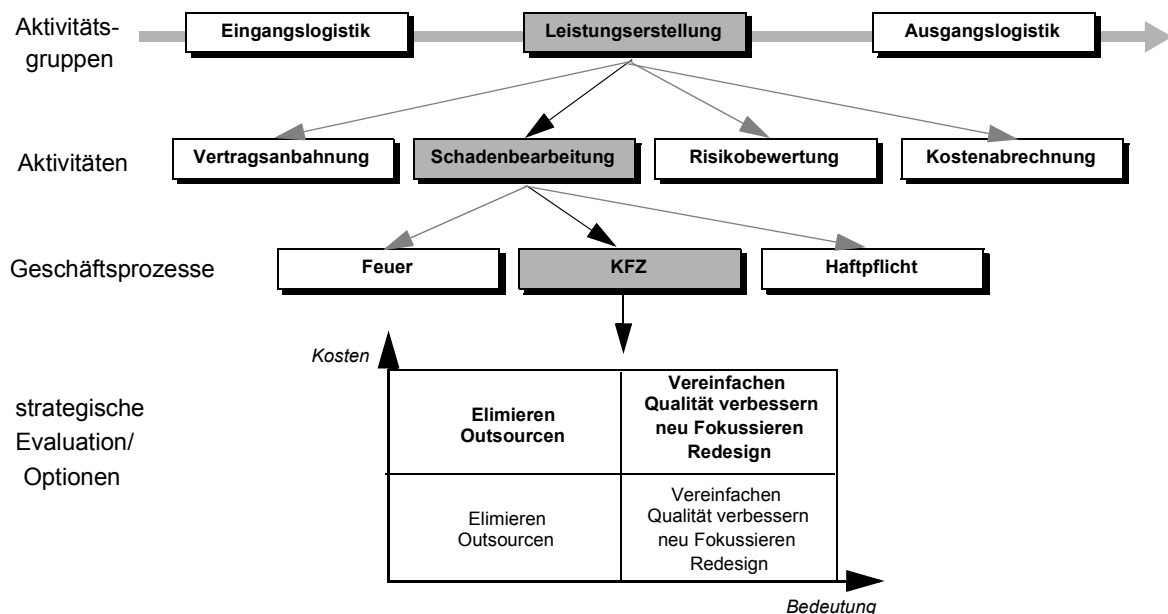 Aktivitäts-
gruppen
Eingangslogistik
Leistungserstellung
Ausgangslogistik
Aktivitäten
Vertragsanbahnung
Schadenbearbeitung
Risikobewertung
Kostenabrechnung
Geschäftsprozesse
Feuer
KFZ
Haftpflicht
Kosten
strategische
Evaluation/
Optionen
Elimieren
Outsourcen
Vereinfachen
Qualität verbessern
neu Fokussieren
Redesign
Elimieren
Outsourcen
Vereinfachen
Qualität verbessern
neu Fokussieren
Redesign
Bedeutung